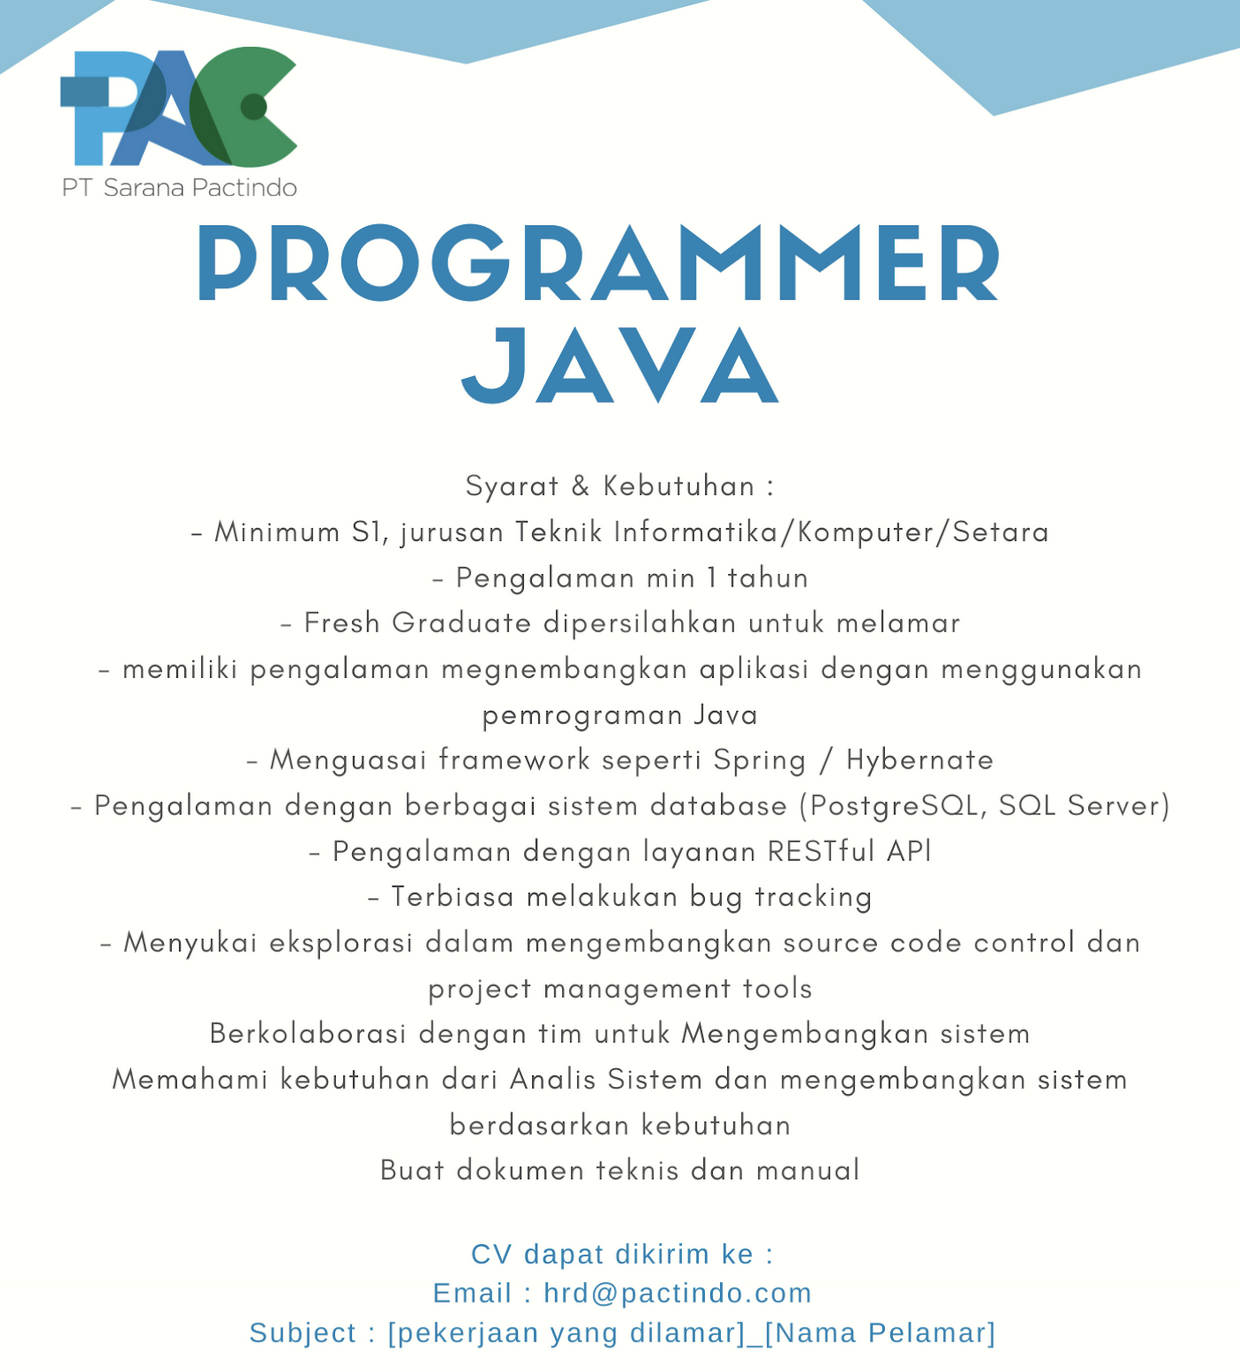 PAC
PT Sarana Pactindo
PROGRAMMER
JAVA
Syarat & Kebutuhan :
- Minimum S1, jurusan Teknik Informatika/Komputer/Setara
- Pengalaman min 1 tahun
- Fresh Graduate dipersilahkan untuk melamar
- memiliki pengalaman megnembangkan aplikasi dengan menggunakan
pemrograman Java
- Menguasai framework seperti Spring / Hybernate
- Pengalaman dengan berbagai sistem database (PostgreSQL, SQL Server)
- Pengalaman dengan layanan RESTful APl
- Terbiasa melakukan bug tracking
- Menyukai eksplorasi dalam mengembangkan source code control dan
project management tools
Berkolaborasi dengan tim untuk Mengembangkan sistem
Memahami kebutuhan dari Analis Sistem dan mengembangkan sistem
berdasarkan kebutuhan
Buat dokumen teknis dan manual
CV dapat dikirim ke :
Email : hrd@pactindo.com
Subject : [pekerjaan yang dilamar]_[Nama Pelamar]